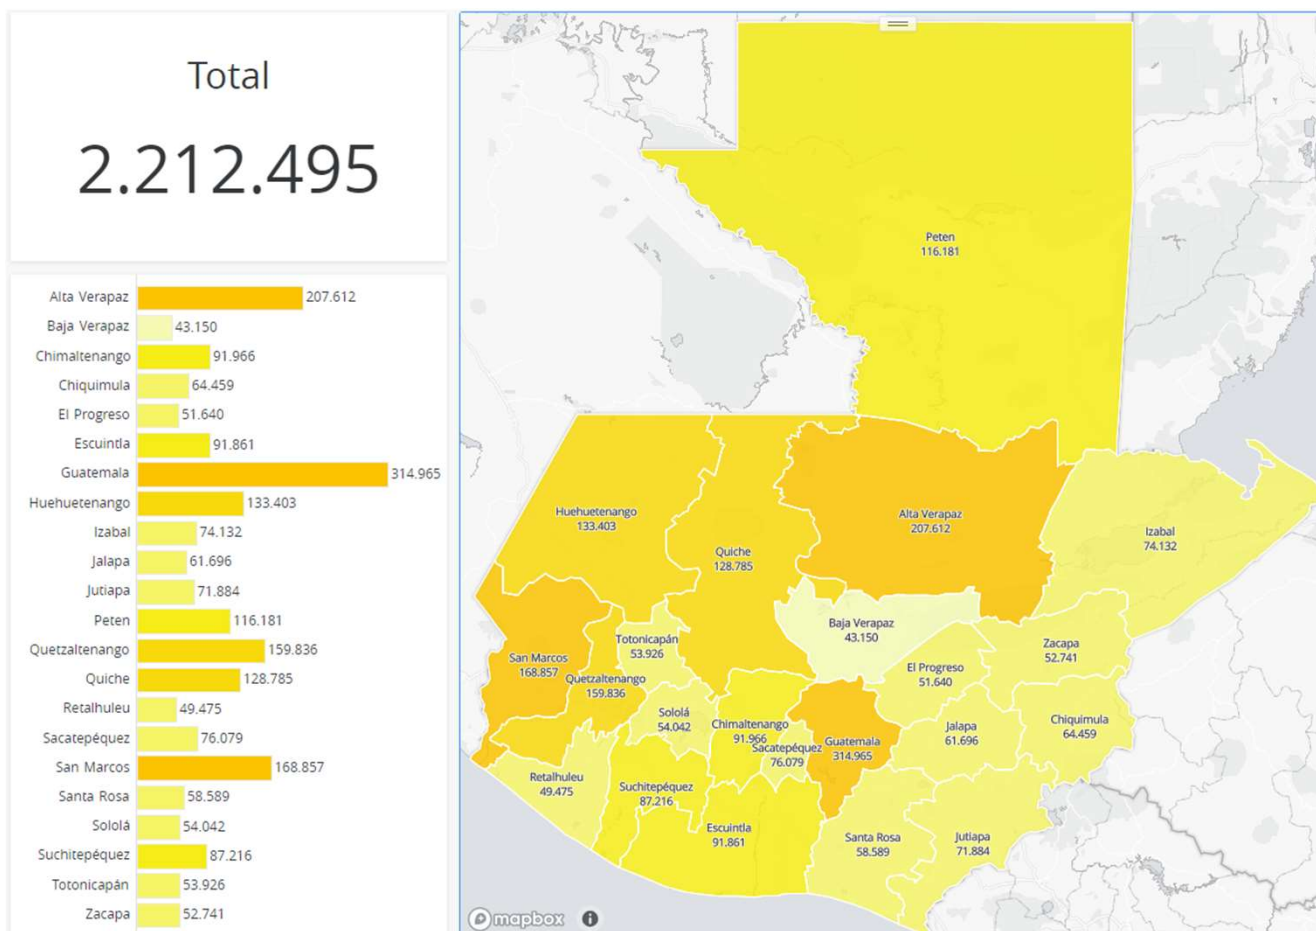 Total
2.212.495
Alta Verapaz 207.612
Baja Verapaz 43.150
Chimaltenango 91.966
Chiquimula 64.459
El Progreso 51.640
Escuintla 91.861
Guatemala 314.965
Huehuetenango 133.403
Izabal 74.132
Jalapa 61.696
Jutiapa 71.884
Peten 116.181
Quetzaltenango 159.836
Quiche 128.785
Retalhuleu 49.475
Sacatepéquez 76.079
San Marcos 168.857
Santa Rosa 58.589
Sololá 54.042
Suchitepéquez 87.216
Totonicapán 53.926
Zacapa 52.741
Peten
116.181
Huehuetenango
133.403
Quiche
128.785
Alta Verapaz
207.612
Izabal
74.132
Baja Verapaz
43.150
Totonicapán
53.926
San Marcos
168.857
Quetzaltenango
159.836
El Progreso
51.640
Zacapa
52.741
Sololá
54.042
Chimaltenango
91.966
Sacatepéquez
76.079
Guatemala
314.965
Jalapa
61.696
Chiquimula
64.459
Retalhuleu
49.475
Suchitepéquez
87.216
Escuintla
91.861
Santa Rosa
58.589
Jutiapa
71.884
mapbox